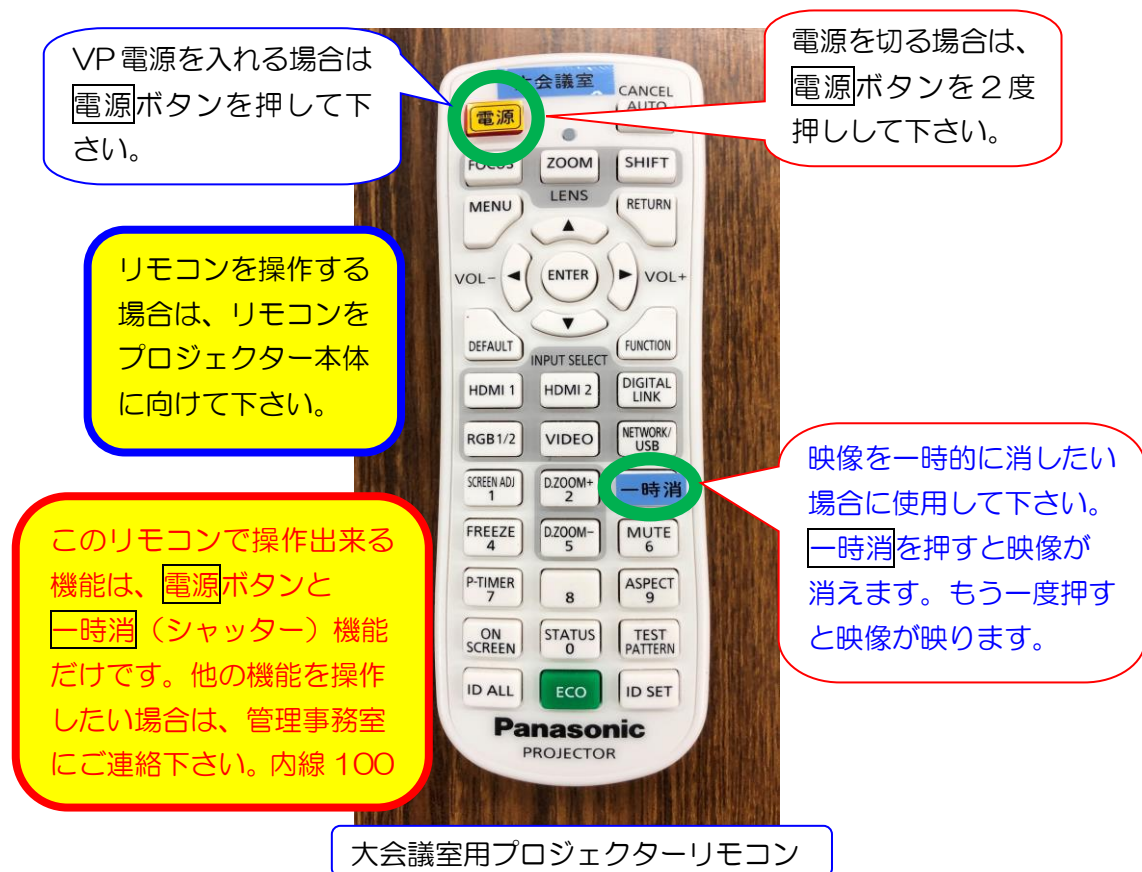 VP電源を入れる場合は
電源ボタンを押して下
さい。
電源を切る場合は、
電源ボタンを2度
押しして下さい。
大会議室
CANCEL
AUTO
電源
FOCUS
ZOOM
SHIFT
LENS
MENU
RETURN
VOL-
ENTER
VOL+
リモコンを操作する
場合は、リモコンを
プロジェクター本体
に向けて下さい。
DEFAULT
FUNCTION
INPUT SELECT
HDMI 1
HDMI 2
DIGITAL
LINK
RGB1/2
VIDEO
NETWORK/
USB
SCREEN ADJ
1
D.ZOOM+
2
一時消
映像を一時的に消したい
場合に使用して下さい。
一時消を押すと映像が
消えます。もう一度押す
と映像が映ります。
このリモコンで操作出来る
機能は、電源ボタンと
一時消（シャッター）機能
だけです。他の機能を操作
したい場合は、管理事務室
にご連絡下さい。内線100
FREEZE
4
D.ZOOM-
5
MUTE
6
P-TIMER
7
8
ASPECT
9
ON
SCREEN
STATUS
0
TEST
PATTERN
ID ALL
ECO
ID SET
Panasonic
PROJECTOR
大会議室用プロジェクターリモコン